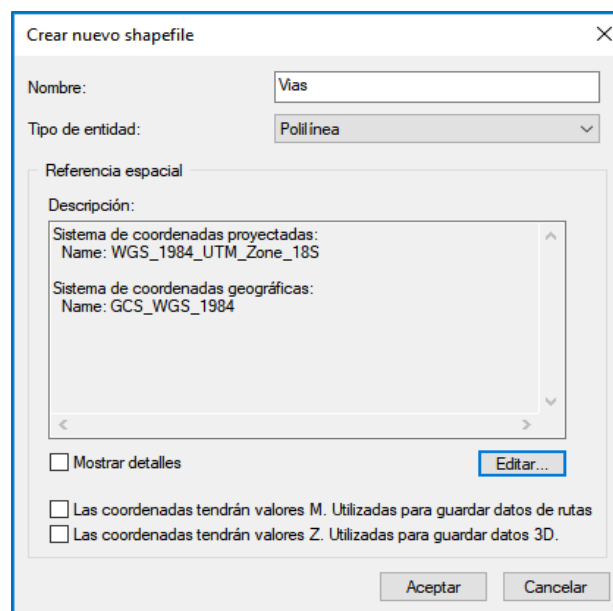 Crear nuevo shapefile
Nombre: Vias
Tipo de entidad: Polilínea
Referencia espacial
Descripción:
Sistema de coordenadas proyectadas:
Name: WGS_1984_UTM_Zone_18S
Sistema de coordenadas geográficas:
Name: GCS_WGS_1984
Mostrar detalles Editar...
Las coordenadas tendrán valores M. Utilizadas para guardar datos de rutas
Las coordenadas tendrán valores Z. Utilizadas para guardar datos 3D.
Aceptar Cancelar